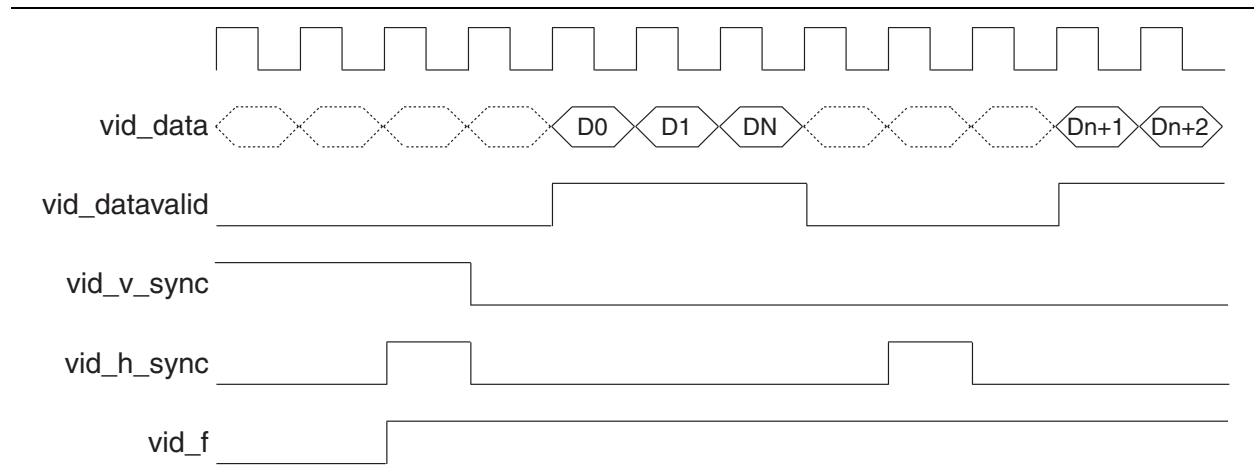 vid_data D0 D1 DN Dn+1 Dn+2
vid_datavalid
vid_v_sync
vid_h_sync
vid_f